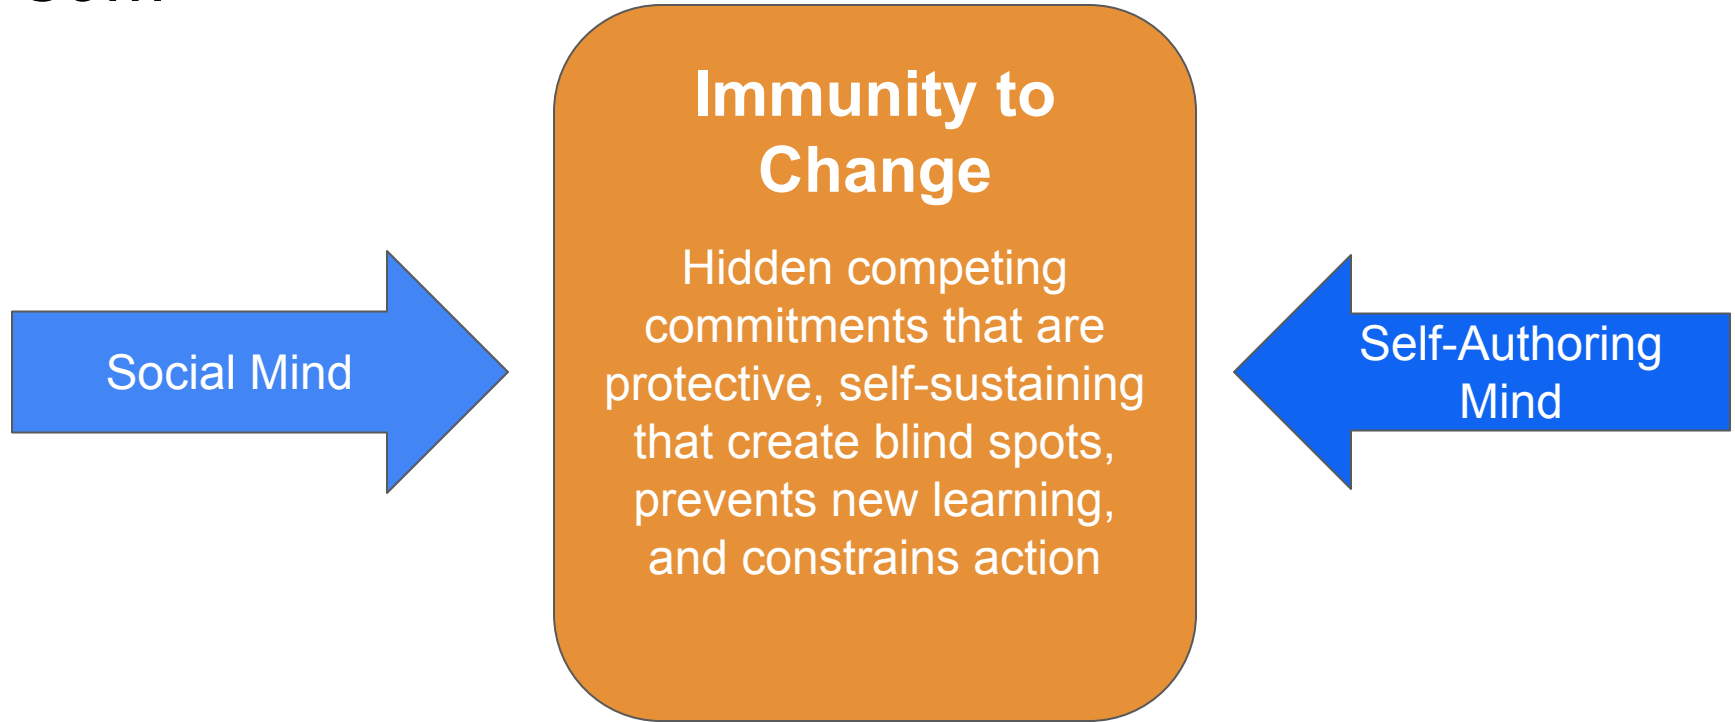 Immunity to
Change
Hidden competing
commitments that are
protective, self-sustaining
that create blind spots,
prevents new learning,
and constrains action
Social Mind
Self-Authoring
Mind